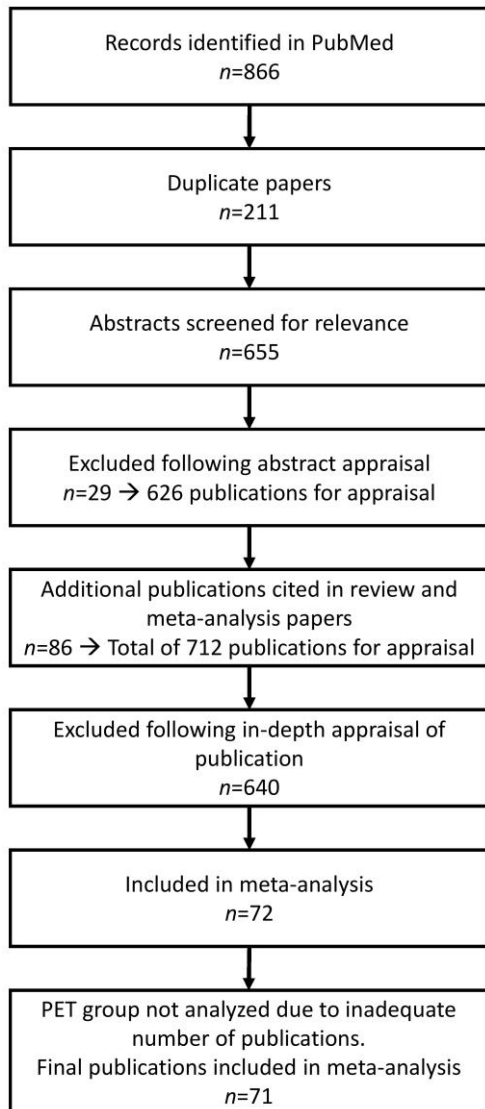 Records identified in PubMed
n=866
Duplicate papers
n=211
Abstracts screened for relevance
n=655
Excluded following abstract appraisal
n=29 → 626 publications for appraisal
Additional publications cited in review and
meta-analysis papers
n=86 → Total of 712 publications for appraisal
Excluded following in-depth appraisal of
publication
n=640
Included in meta-analysis
n=72
PET group not analyzed due to inadequate
number of publications.
Final publications included in meta-analysis
n=71